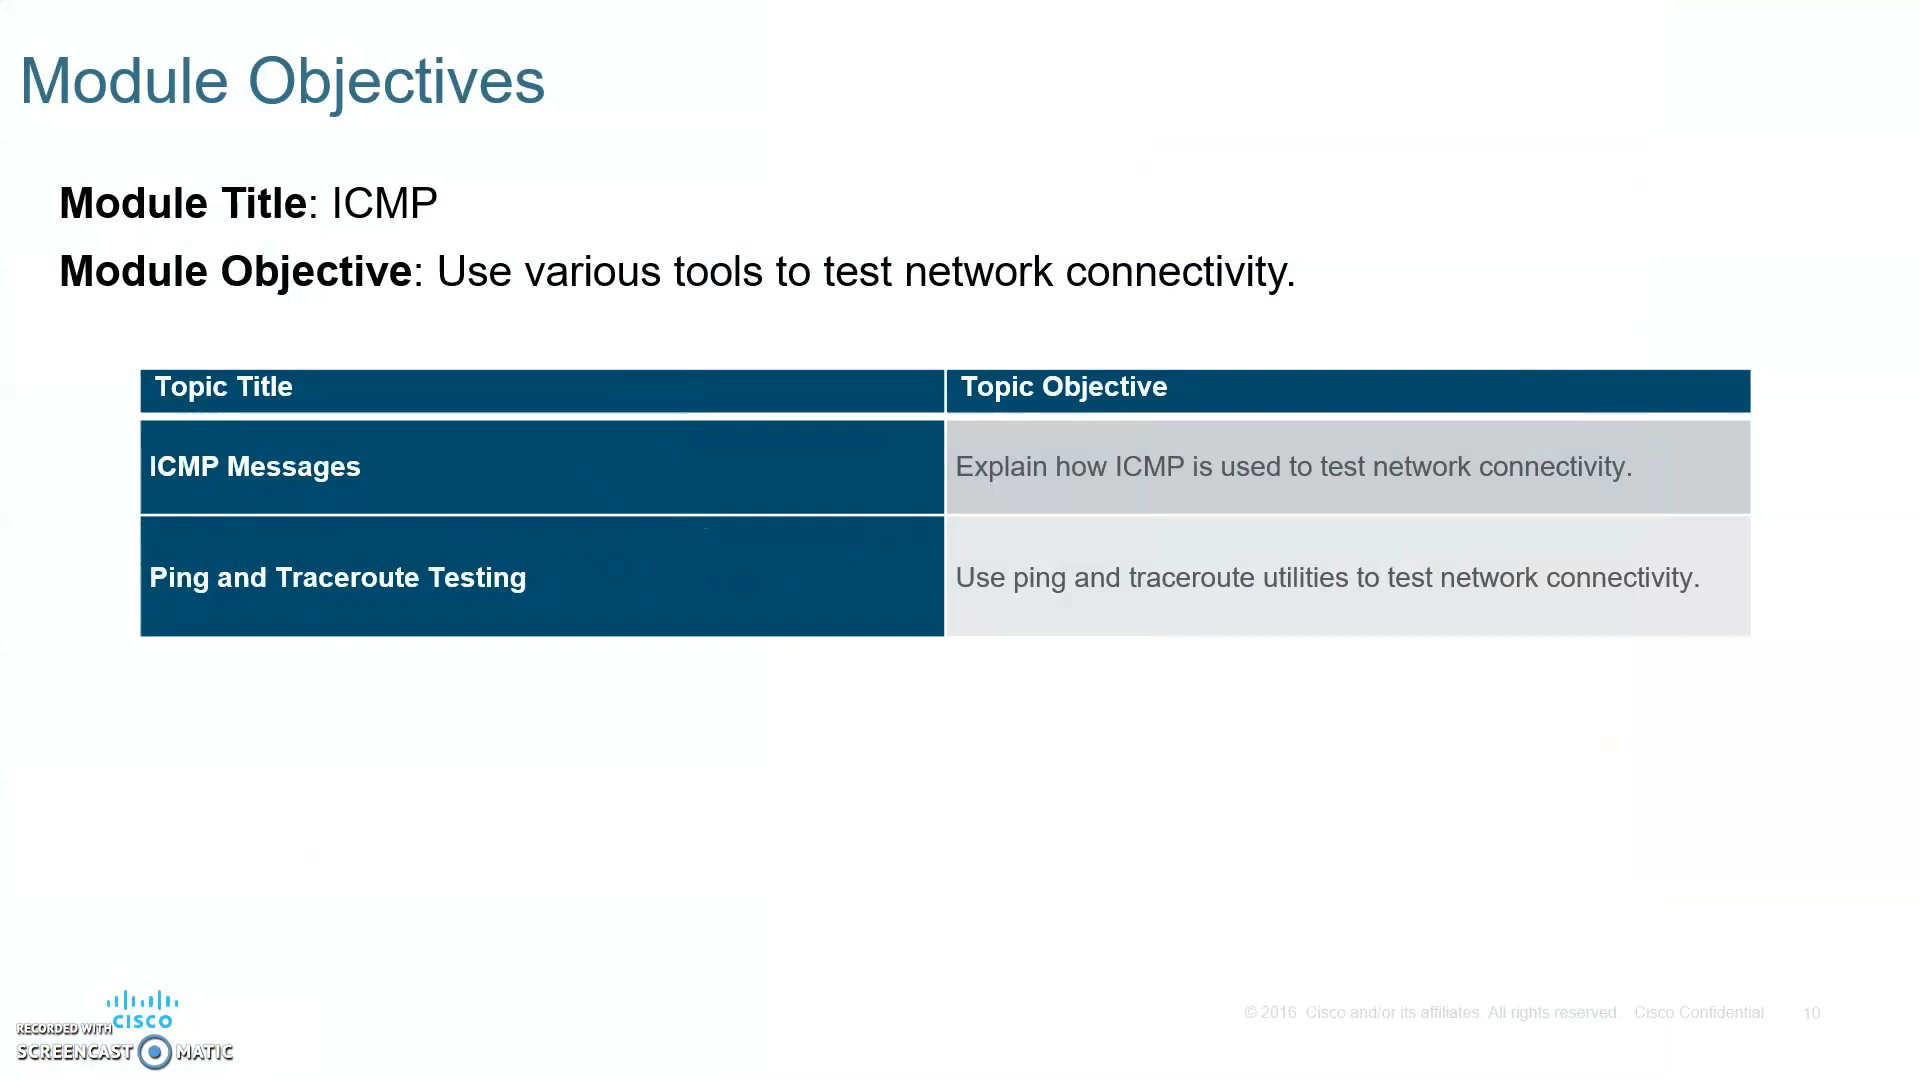 Module Objectives
Module Title: ICMP
Module Objective: Use various tools to test network connectivity.
Topic Title Topic Objective
ICMP Messages Explain how ICMP is used to test network connectivity.
Ping and Traceroute Testing Use ping and traceroute utilities to test network connectivity.
CISCO
© 2016 Cisco and/or its affiliates. All rights reserved. Cisco Confidential 10
RECORDED WITH
SCREENCAST MATIC